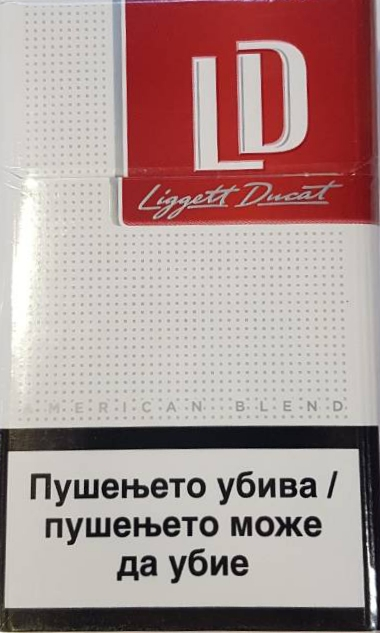 LD
Liggett Ducat
AMERICAN BLEND
Пушењето убива /
пушењето може
да убие